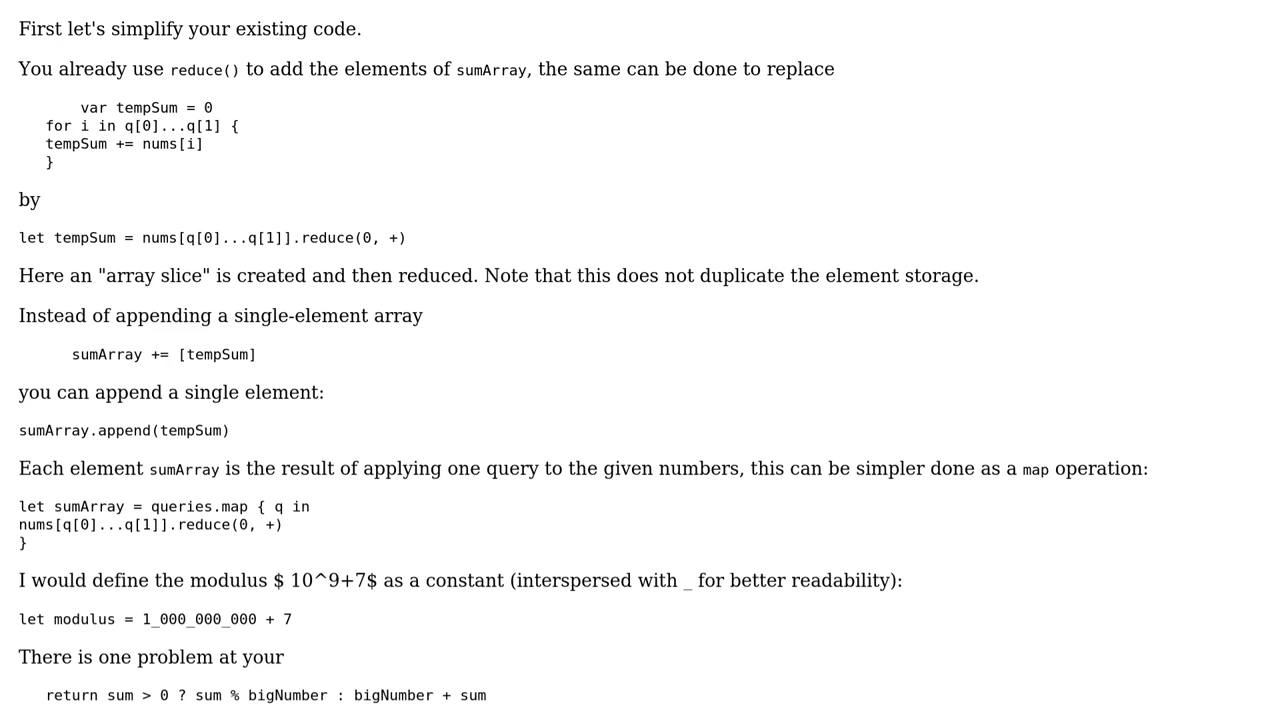 First let's simplify your existing code.
You already use reduce() to add the elements of sumArray, the same can be done to replace
var tempSum = 0
for i in q[0]...q[1] {
tempSum += nums[i]
}
by
let tempSum = nums[q[0]...q[1]].reduce(0, +)
Here an "array slice" is created and then reduced. Note that this does not duplicate the element storage.
Instead of appending a single-element array
sumArray += [tempSum]
you can append a single element:
sumArray.append(tempSum)
Each element sumArray is the result of applying one query to the given numbers, this can be simpler done as a map operation:
let sumArray = queries.map { q in
nums[q[0]...q[1]].reduce(0, +)
}
I would define the modulus $ 10^9+7$ as a constant (interspersed with _ for better readability):
let modulus = 1_000_000_000 + 7
There is one problem at your
return sum > 0 ? sum % bigNumber : bigNumber + sum